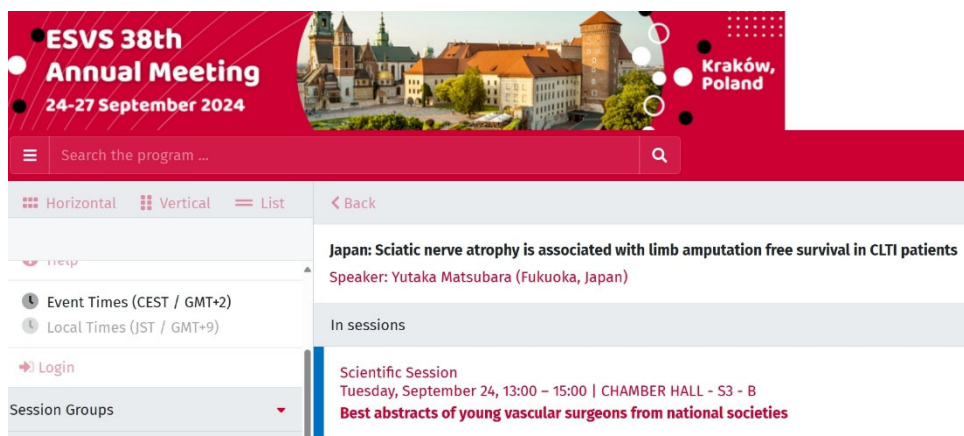 ESVS 38th
Annual Meeting
24-27 September 2024
Kraków,
Poland
Search the program ...
Horizontal Vertical List
Back
Japan: Sciatic nerve atrophy is associated with limb amputation free survival in CLTI patients
Speaker: Yutaka Matsubara (Fukuoka, Japan)
Help
Event Times (CEST / GMT+2)
Local Times (JST / GMT+9)
In sessions
Login
Session Groups
Scientific Session
Tuesday, September 24, 13:00 – 15:00 | CHAMBER HALL - S3 - B
Best abstracts of young vascular surgeons from national societies